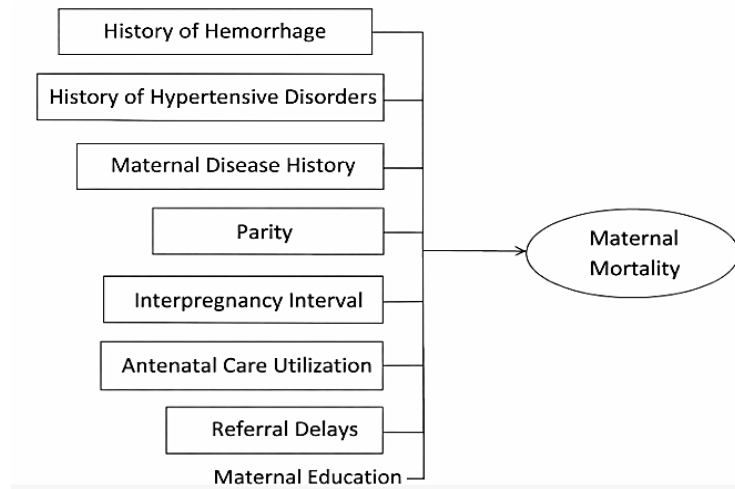 History of Hemorrhage
History of Hypertensive Disorders
Maternal Disease History
Parity
Interpregnancy Interval
Antenatal Care Utilization
Referral Delays
Maternal Education
Maternal
Mortality